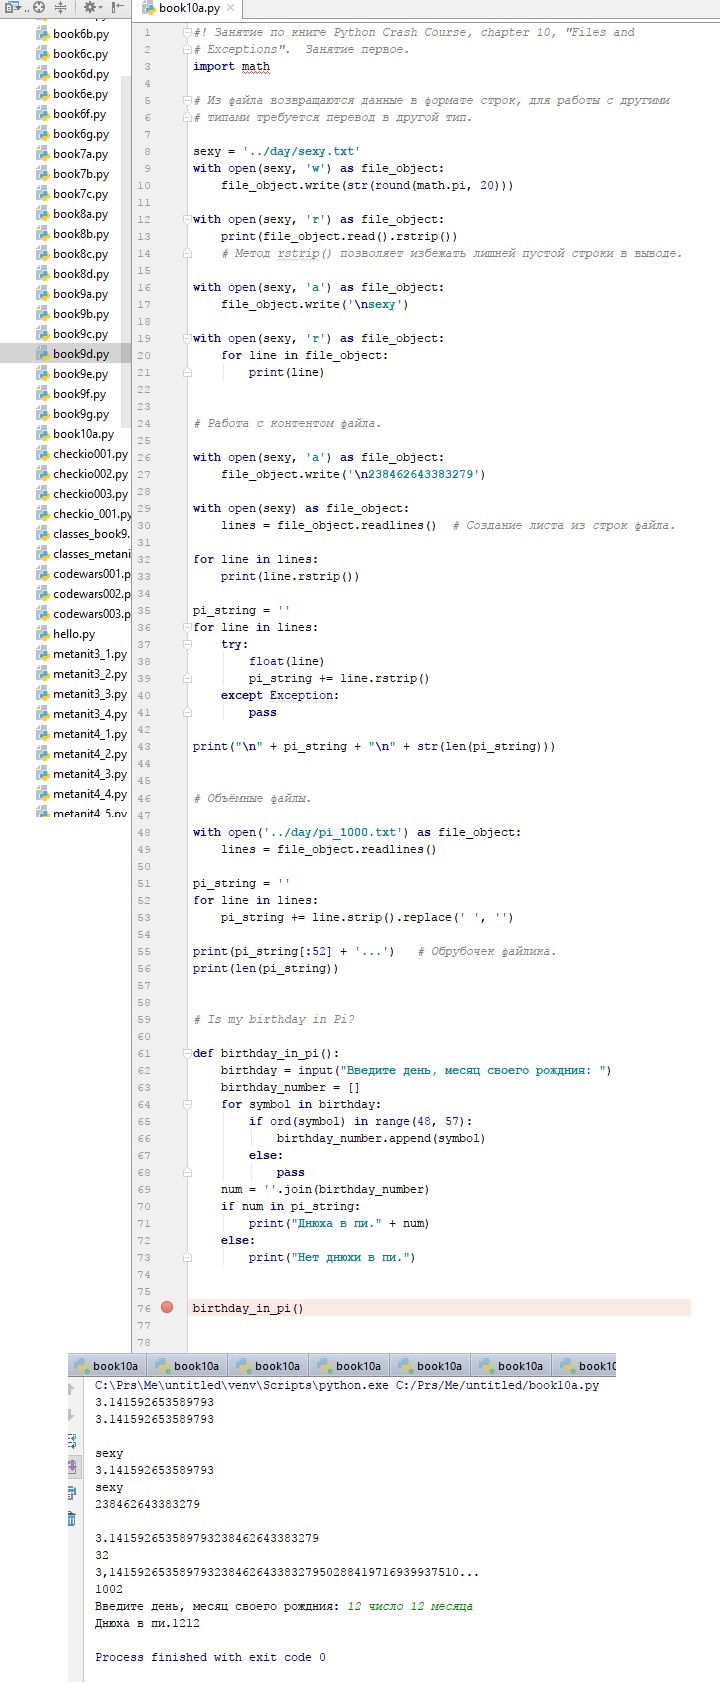 book10a.py
book6b.py
book6c.py
book6d.py
book6e.py
book6f.py
book6g.py
book7a.py
book7b.py
book7c.py
book8a.py
book8b.py
book8c.py
book8d.py
book9a.py
book9b.py
book9c.py
book9d.py
book9e.py
book9f.py
book9g.py
book10a.py
checkio001.py
checkio002.py
checkio003.py
checkio_001.py
classes_book9.
classes_metani
codewars001.p
codewars002.p
codewars003.p
hello.py
metanit3_1.py
metanit3_2.py
metanit3_3.py
metanit3_4.py
metanit4_1.py
metanit4_2.py
metanit4_3.py
metanit4_4.py
metanit4_5.py
1 #! Занятие по книге Python Crash Course, chapter 10, "Files and
2 # Exceptions".  Занятие первое.
3 import math
4
5 # Из файла возвращаются данные в формате строк, для работы с другими
6 # типами требуется перевод в другой тип.
7
8 sexy = '../day/sexy.txt'
9 with open(sexy, 'w') as file_object:
10     file_object.write(str(round(math.pi, 20)))
11
12 with open(sexy, 'r') as file_object:
13     print(file_object.read().rstrip())
14     # Метод rstrip() позволяет избежать лишней пустой строки в выводе.
15
16 with open(sexy, 'a') as file_object:
17     file_object.write('\nsexy')
18
19 with open(sexy, 'r') as file_object:
20     for line in file_object:
21         print(line)
22
23
24 # Работа с контентом файла.
25
26 with open(sexy, 'a') as file_object:
27     file_object.write('\n238462643383279')
28
29 with open(sexy) as file_object:
30     lines = file_object.readlines()  # Создание листа из строк файла.
31
32 for line in lines:
33     print(line.rstrip())
34
35 pi_string = ''
36 for line in lines:
37     try:
38         float(line)
39         pi_string += line.rstrip()
40     except Exception:
41         pass
42
43 print("\n" + pi_string + "\n" + str(len(pi_string)))
44
45
46 # Объёмные файлы.
47
48 with open('../day/pi_1000.txt') as file_object:
49     lines = file_object.readlines()
50
51 pi_string = ''
52 for line in lines:
53     pi_string += line.strip().replace(' ', '')
54
55 print(pi_string[:52] + '...')   # Обрубочек файлика.
56 print(len(pi_string))
57
58
59 # Is my birthday in Pi?
60
61 def birthday_in_pi():
62     birthday = input("Введите день, месяц своего рождния: ")
63     birthday_number = []
64     for symbol in birthday:
65         if ord(symbol) in range(48, 57):
66             birthday_number.append(symbol)
67         else:
68             pass
69     num = ''.join(birthday_number)
70     if num in pi_string:
71         print("Днюха в пи." + num)
72     else:
73         print("Нет днюхи в пи.")
74
75
76 birthday_in_pi()
77
78
book10a book10a book10a book10a book10a book10a book10
C:\Prs\Me\untitled\venv\Scripts\python.exe C:/Prs/Me/untitled/book10a.py
3.141592653589793
3.141592653589793
sexy
3.141592653589793
sexy
238462643383279
3.141592653589793238462643383279
32
3,14159265358979323846264338327950288419716939937510...
1002
Введите день, месяц своего рождния: 12 число 12 месяца
Днюха в пи.1212
Process finished with exit code 0